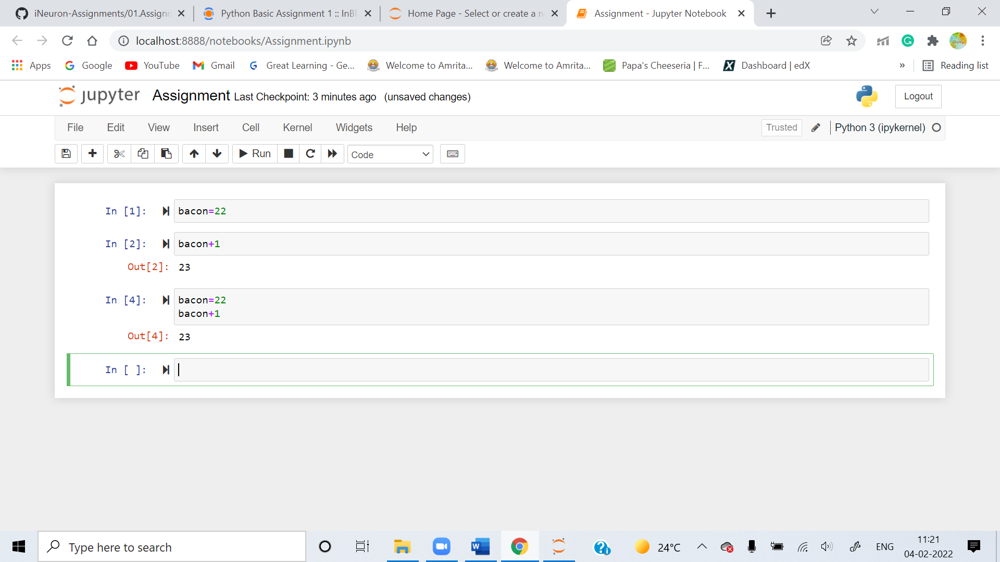 iNeuron-Assignments/01.Assignm
Python Basic Assignment 1 :: InBl
Home Page - Select or create a n
Assignment - Jupyter Notebook
localhost:8888/notebooks/Assignment.ipynb
Apps
Google
YouTube
Gmail
Great Learning - Ge...
Welcome to Amrita...
Welcome to Amrita...
Papa's Cheeseria | F...
Dashboard | edX
»
Reading list
jupyter
Assignment Last Checkpoint: 3 minutes ago (unsaved changes)
Logout
File Edit View Insert Cell Kernel Widgets Help
Trusted
Python 3 (ipykernel)
Run
Code
In [1]: bacon=22
In [2]: bacon+1
Out[2]: 23
In [4]: bacon=22
bacon+1
Out[4]: 23
In [ ]:
Type here to search
24°C
ENG
11:21
04-02-2022